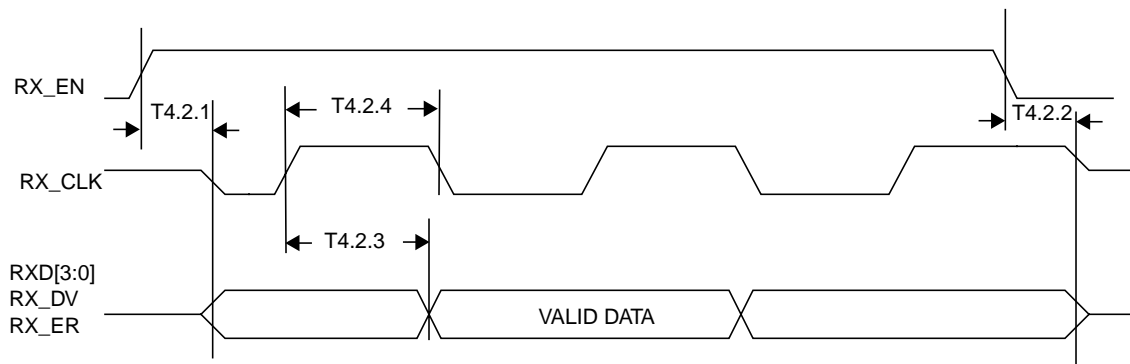 RX_EN
T4.2.1
T4.2.4
T4.2.2
RX_CLK
T4.2.3
RXD[3:0]
RX_DV
RX_ER
VALID DATA